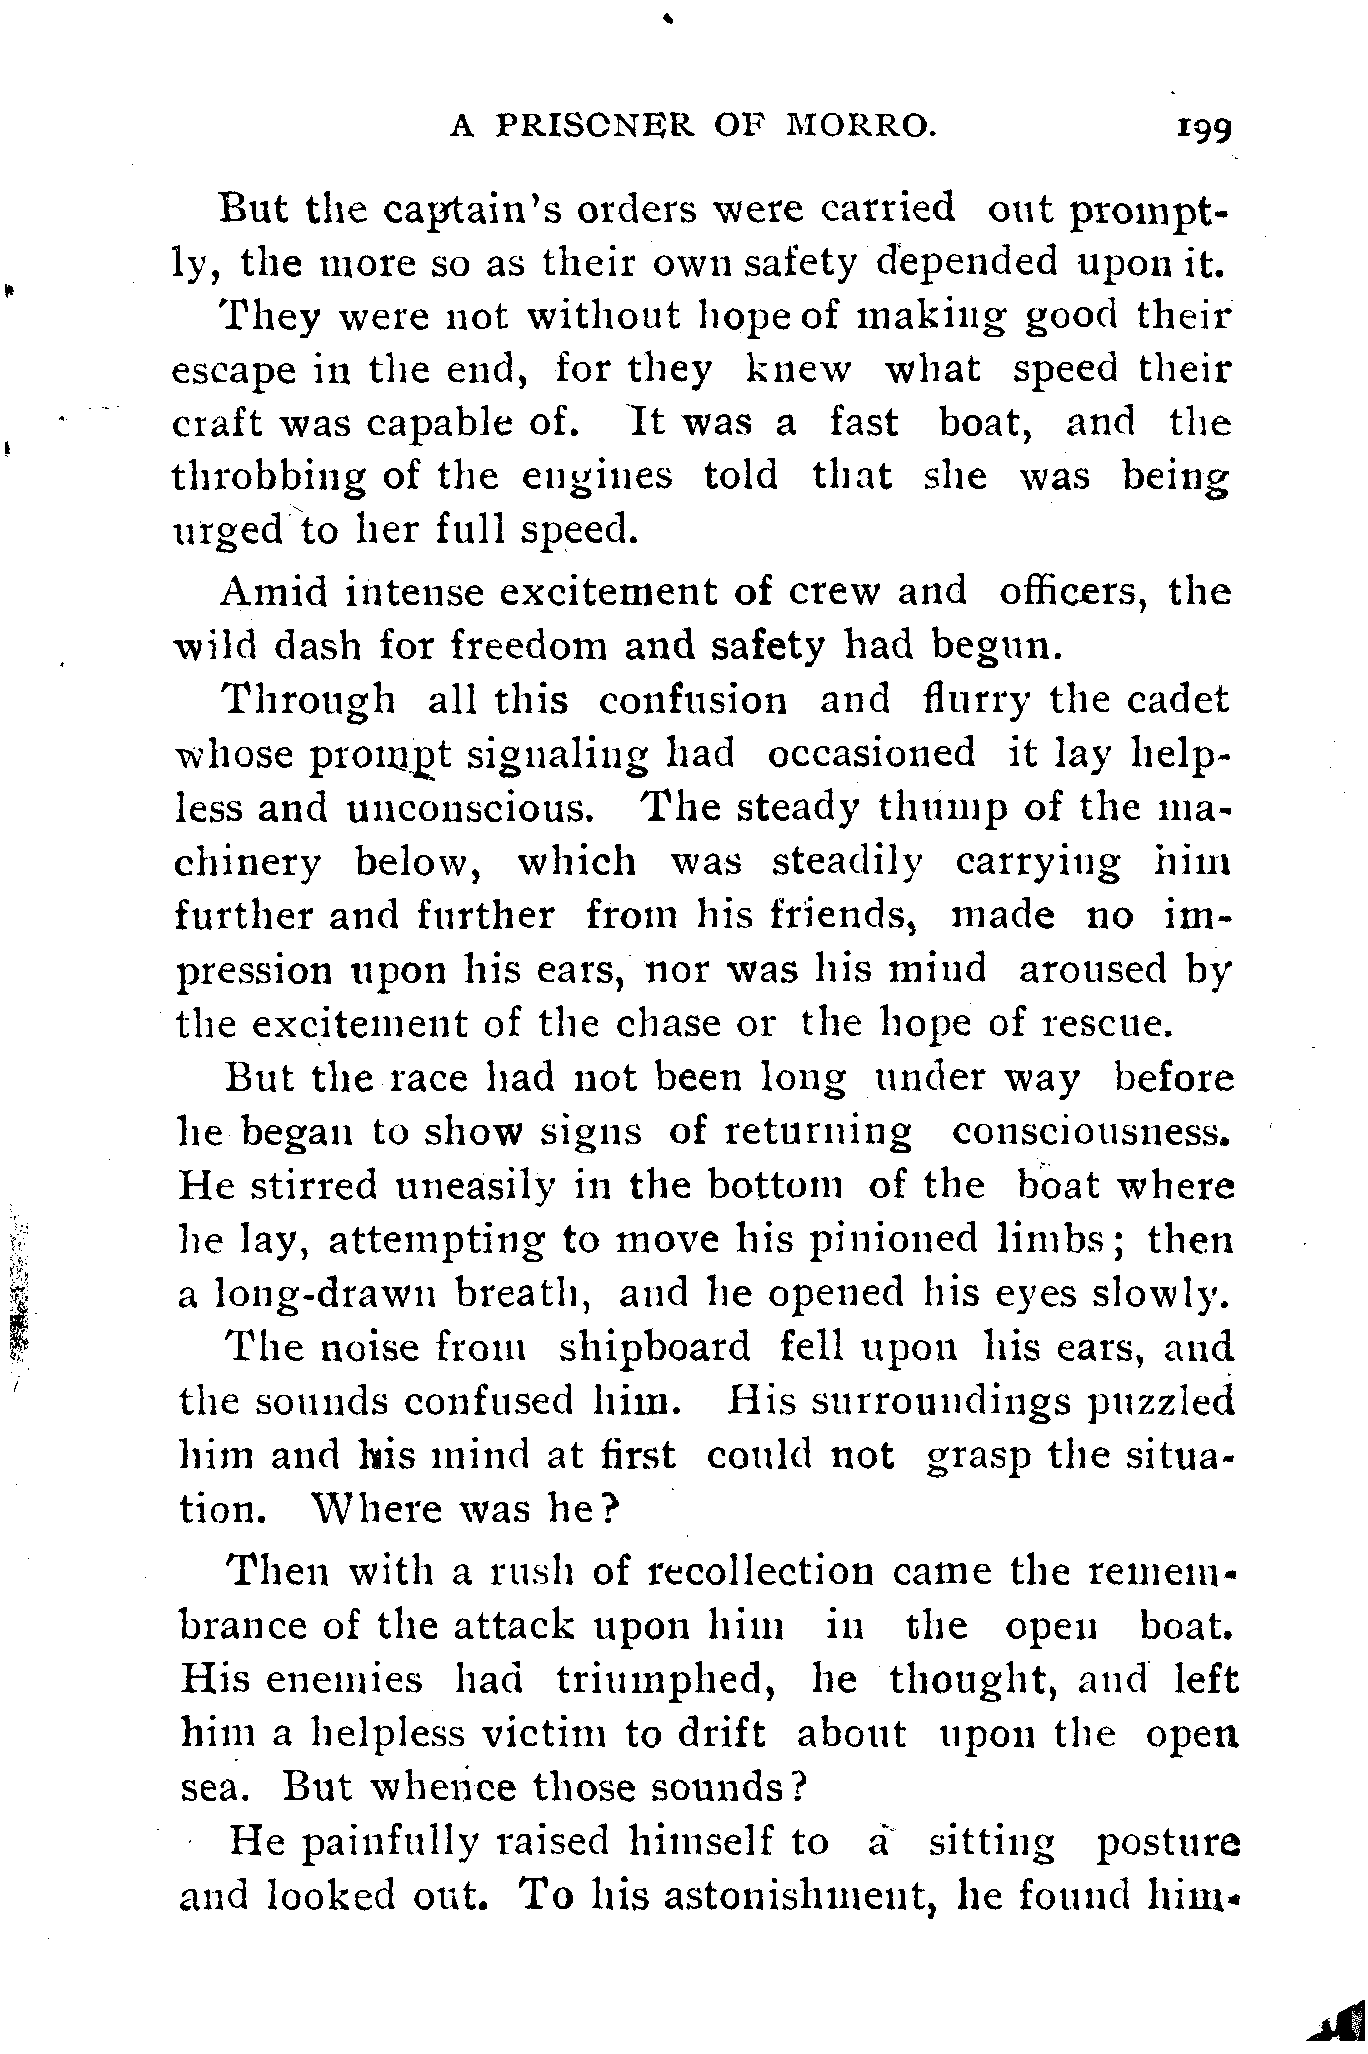 A PRISONER OF MORRO. 199
But the captain's orders were carried out prompt-
ly, the more so as their own safety depended upon it.
They were not without hope of making good their
escape in the end, for they knew what speed their
craft was capable of. It was a fast boat, and the
throbbing of the engines told that she was being
urged to her full speed.
Amid intense excitement of crew and officers, the
wild dash for freedom and safety had begun.
Through all this confusion and flurry the cadet
whose prompt signaling had occasioned it lay help-
less and unconscious. The steady thump of the ma-
chinery below, which was steadily carrying him
further and further from his friends, made no im-
pression upon his ears, nor was his mind aroused by
the excitement of the chase or the hope of rescue.
But the race had not been long under way before
he began to show signs of returning consciousness.
He stirred uneasily in the bottom of the boat where
he lay, attempting to move his pinioned limbs; then
a long-drawn breath, and he opened his eyes slowly.
The noise from shipboard fell upon his ears, and
the sounds confused him. His surroundings puzzled
him and his mind at first could not grasp the situa-
tion. Where was he?
Then with a rush of recollection came the remem-
brance of the attack upon him in the open boat.
His enemies had triumphed, he thought, and left
him a helpless victim to drift about upon the open
sea. But whence those sounds?
He painfully raised himself to a sitting posture
and looked out. To his astonishment, he found him-